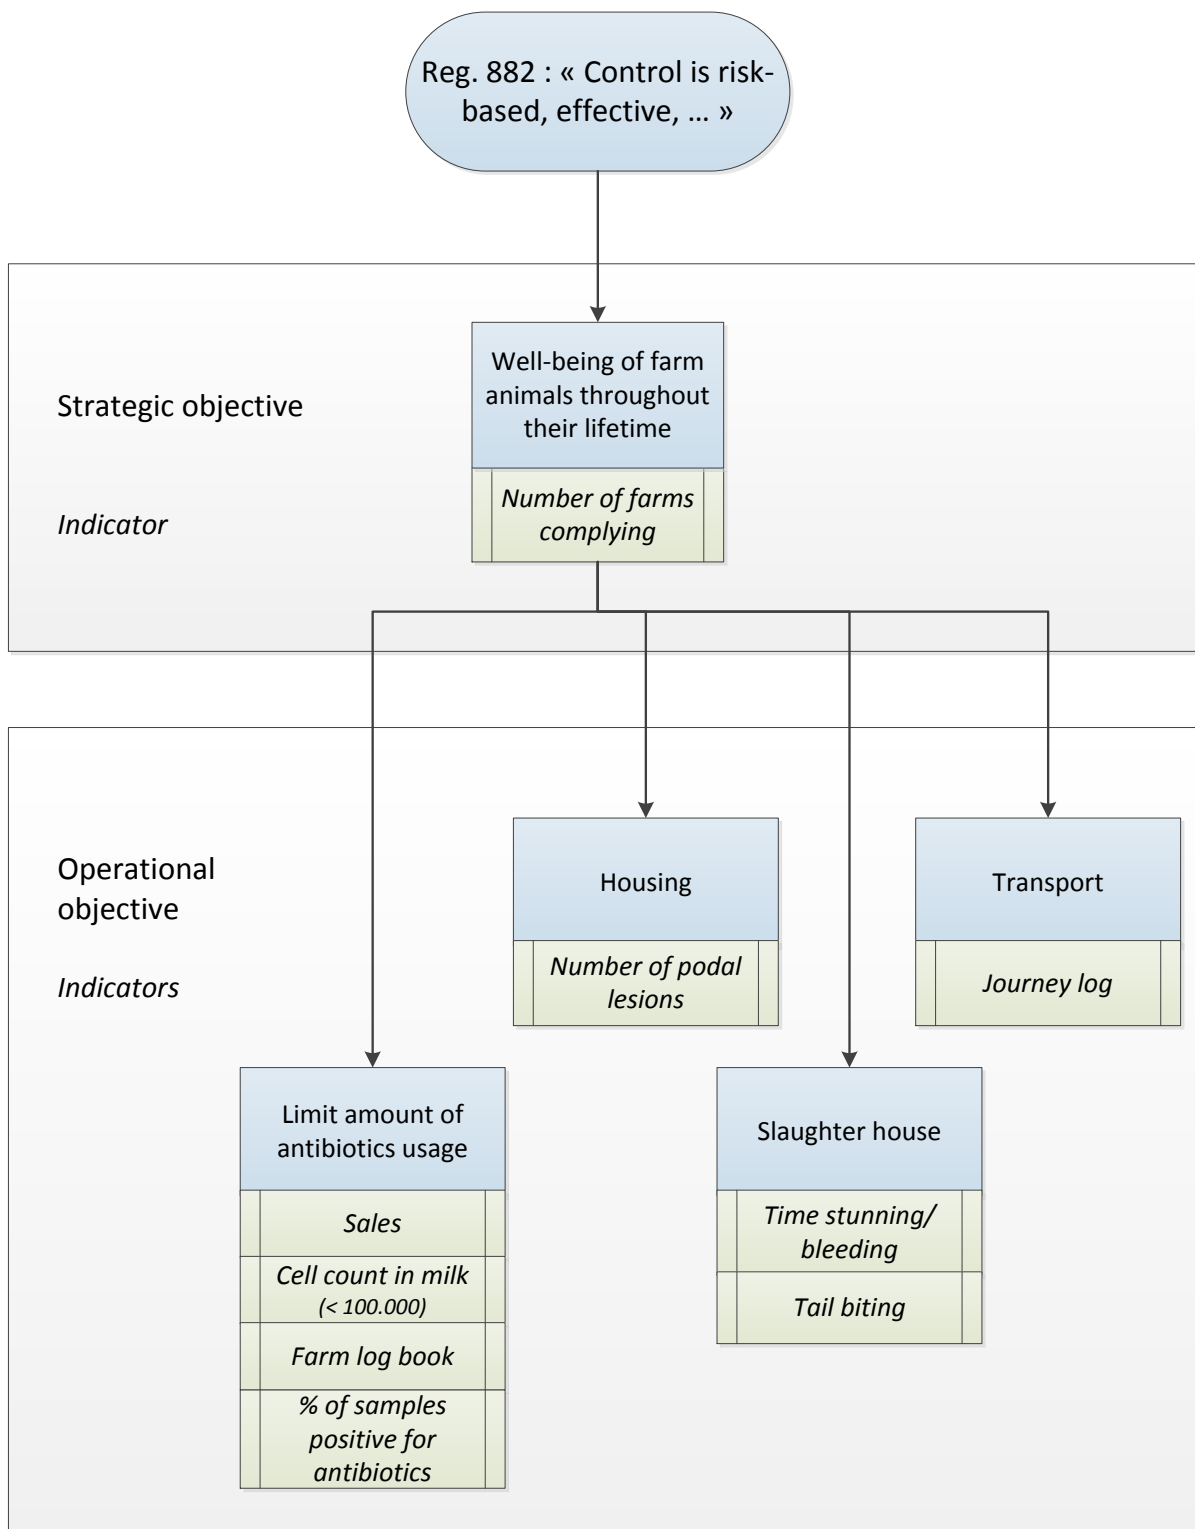 Reg. 882 : « Control is risk-
based, effective, ... »
Strategic objective
Well-being of farm
animals throughout
their lifetime
Indicator
Number of farms
complying
Operational
objective
Indicators
Housing
Number of podal
lesions
Transport
Journey log
Limit amount of
antibiotics usage
Sales
Cell count in milk
(< 100.000)
Farm log book
% of samples
positive for
antibiotics
Slaughter house
Time stunning/
bleeding
Tail biting